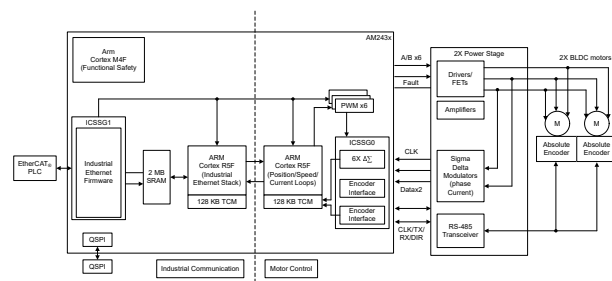 AM243x
Arm
Cortex M4F
(Functional Safety
A/B x6
Fault
2X Power Stage
Drivers/
FETs
Amplifiers
2X BLDC motors
M
M
Absolute
Encoder
Absolute
Encoder
PWM x6
ICSSG1
Industrial
Ethernet
Firmware
EtherCAT®
PLC
2 MB
SRAM
ARM
Cortex R5F
(Industrial
Ethernet Stack)
128 KB TCM
ARM
Cortex R5F
(Position/Speed/
Current Loops)
128 KB TCM
ICSSG0
6X ΔΣ
Encoder
Interface
Encoder
Interface
CLK
Datax2
CLK/TX/
RX/DIR
Sigma
Delta
Modulators
(phase
Current)
RS-485
Transceiver
QSPI
QSPI
Industrial Communication
Motor Control